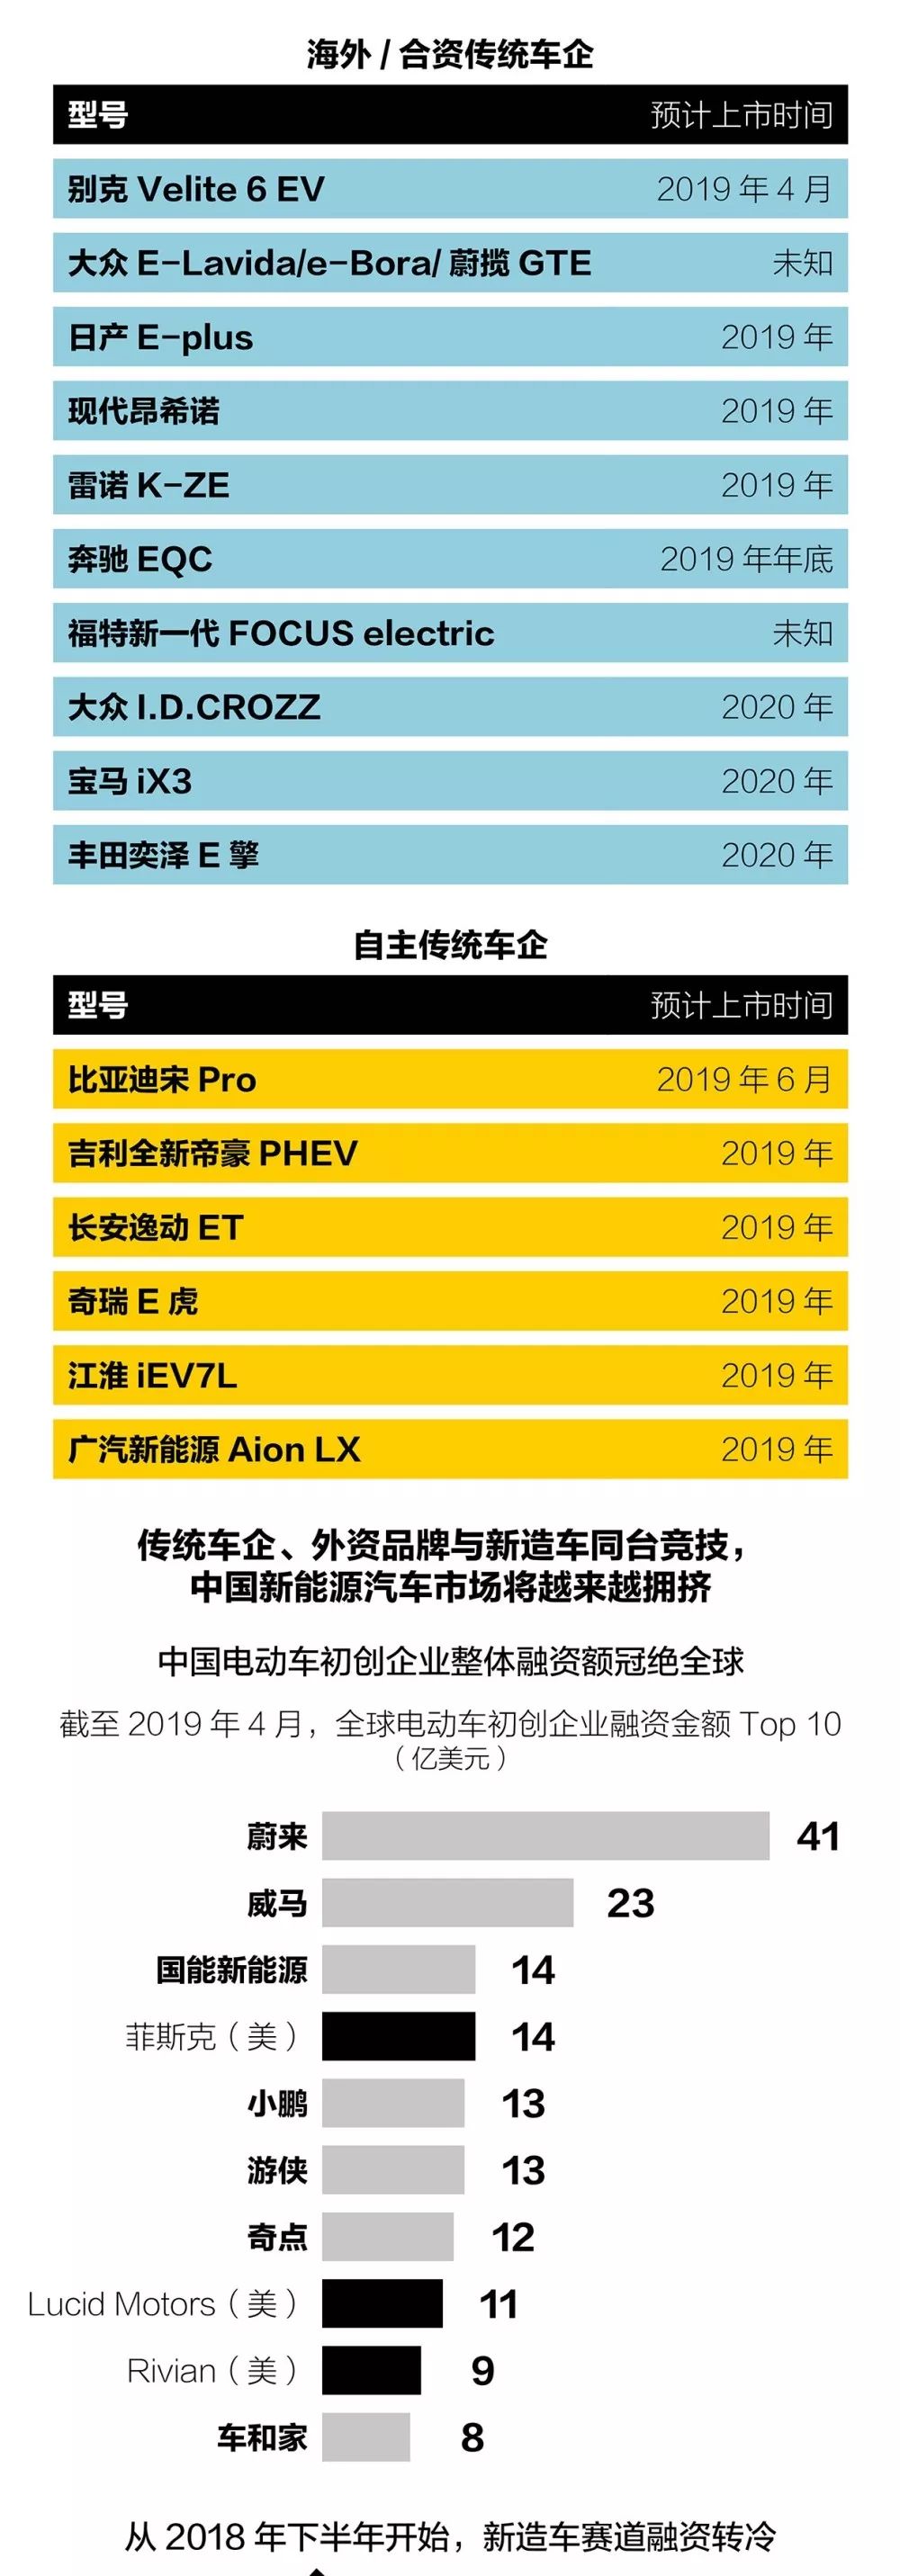 海外 / 合资传统车企
型号 预计上市时间
别克 Velite 6 EV 2019 年 4 月
大众 E-Lavida/e-Bora/ 蔚揽 GTE 未知
日产 E-plus 2019 年
现代昂希诺 2019 年
雷诺 K-ZE 2019 年
奔驰 EQC 2019 年年底
福特新一代 FOCUS electric 未知
大众 I.D.CROZZ 2020 年
宝马 iX3 2020 年
丰田奕泽 E 擎 2020 年
自主传统车企
型号 预计上市时间
比亚迪宋 Pro 2019 年 6 月
吉利全新帝豪 PHEV 2019 年
长安逸动 ET 2019 年
奇瑞 E 虎 2019 年
江淮 iEV7L 2019 年
广汽新能源 Aion LX 2019 年
传统车企、外资品牌与新造车同台竞技，
中国新能源汽车市场将越来越拥挤
中国电动车初创企业整体融资额冠绝全球
截至 2019 年 4 月，全球电动车初创企业融资金额 Top 10
（亿美元）
蔚来 41
威马 23
国能新能源 14
菲斯克（美） 14
小鹏 13
游侠 13
奇点 12
Lucid Motors（美） 11
Rivian（美） 9
车和家 8
从 2018 年下半年开始，新造车赛道融资转冷